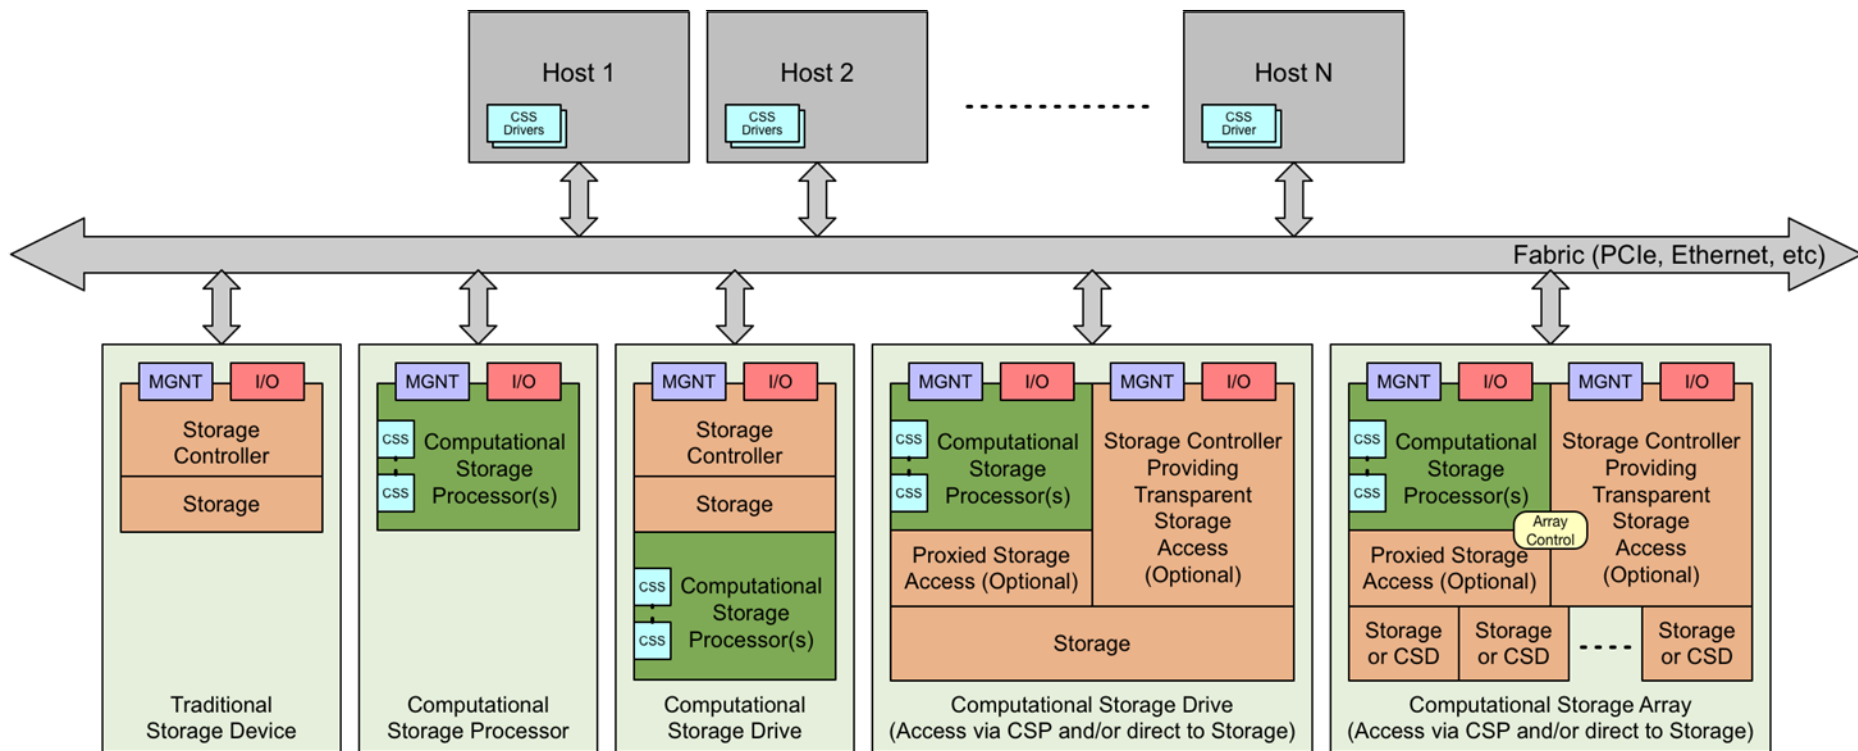 Host 1
CSS
Drivers
Host 2
CSS
Drivers
Host N
CSS
Driver
Fabric (PCIe, Ethernet, etc)
MGNT
I/O
Storage
Controller
Storage
Traditional
Storage Device
MGNT
I/O
CSS
CSS
Computational
Storage
Processor(s)
Computational
Storage Processor
MGNT
I/O
Storage
Controller
Storage
CSS
CSS
Computational
Storage
Processor(s)
Computational
Storage Drive
MGNT
I/O
CSS
CSS
Computational
Storage
Processor(s)
Proxied Storage
Access (Optional)
MGNT
I/O
Storage Controller
Providing
Transparent
Storage
Access
(Optional)
Storage
Computational Storage Drive
(Access via CSP and/or direct to Storage)
MGNT
I/O
CSS
CSS
Computational
Storage
Processor(s)
Array
Control
Proxied Storage
Access (Optional)
MGNT
I/O
Storage Controller
Providing
Transparent
Storage
Access
(Optional)
Storage
or CSD
Storage
or CSD
Storage
or CSD
Computational Storage Array
(Access via CSP and/or direct to Storage)